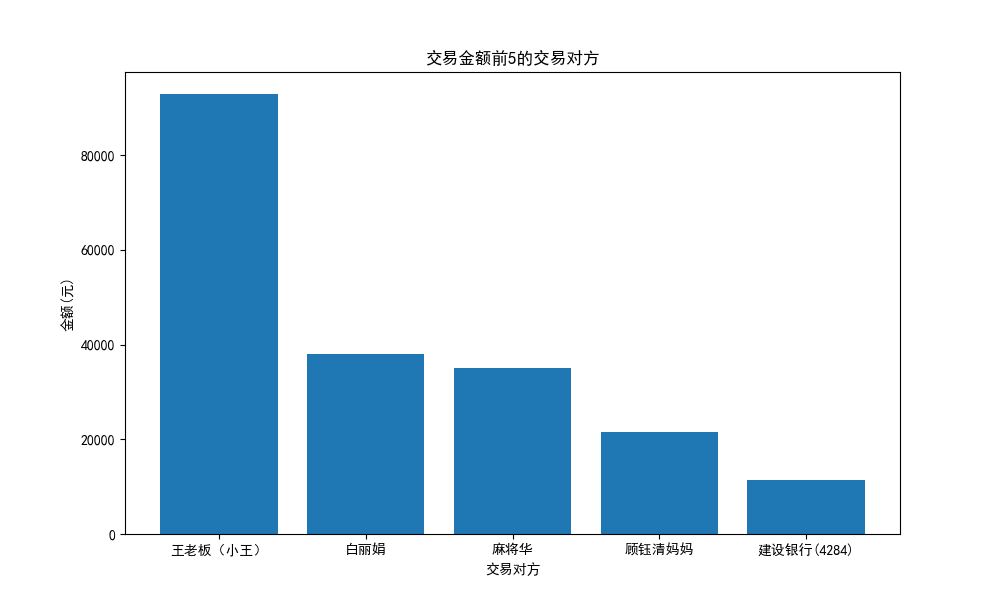 交易金额前5的交易对方
金额(元)
80000
60000
40000
20000
0
王老板（小王） 白丽娟 麻将华 顾钰清妈妈 建设银行(4284)
交易对方